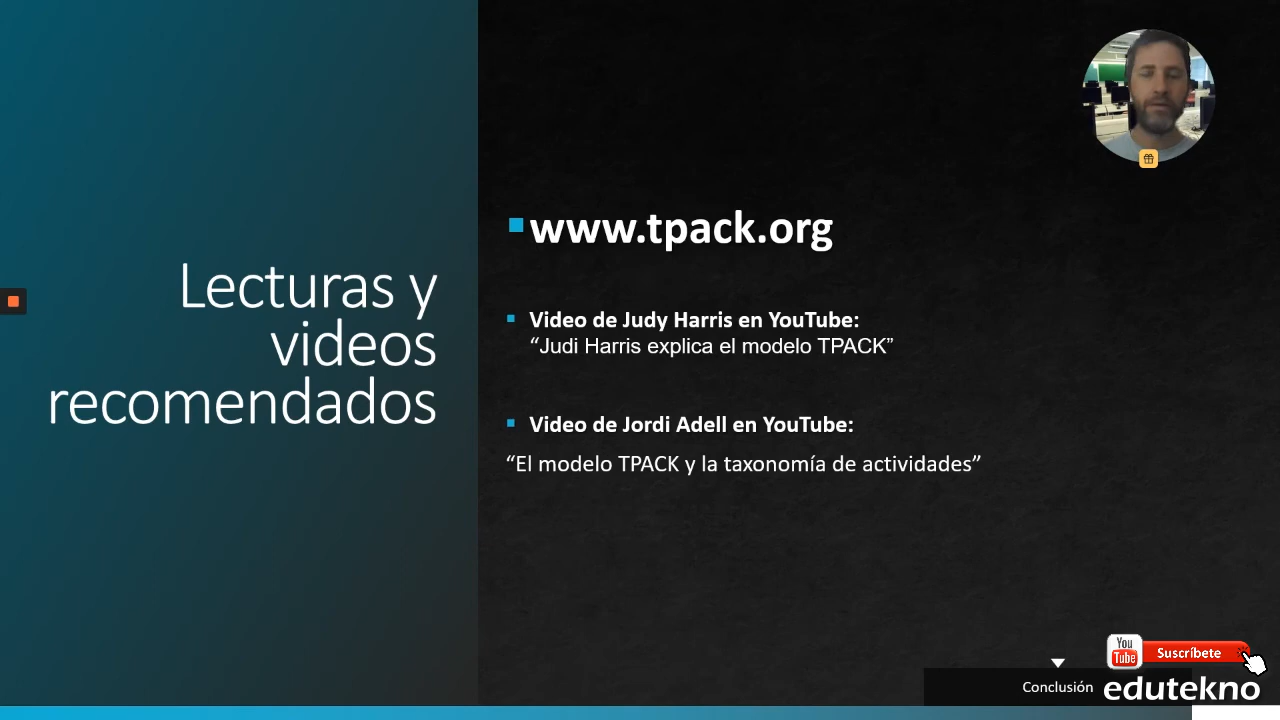 Lecturas y
videos
recomendados
www.tpack.org
Video de Judy Harris en YouTube:
“Judi Harris explica el modelo TPACK”
Video de Jordi Adell en YouTube:
“El modelo TPACK y la taxonomía de actividades”
You
Tube
Suscríbete
Conclusión
edutekno